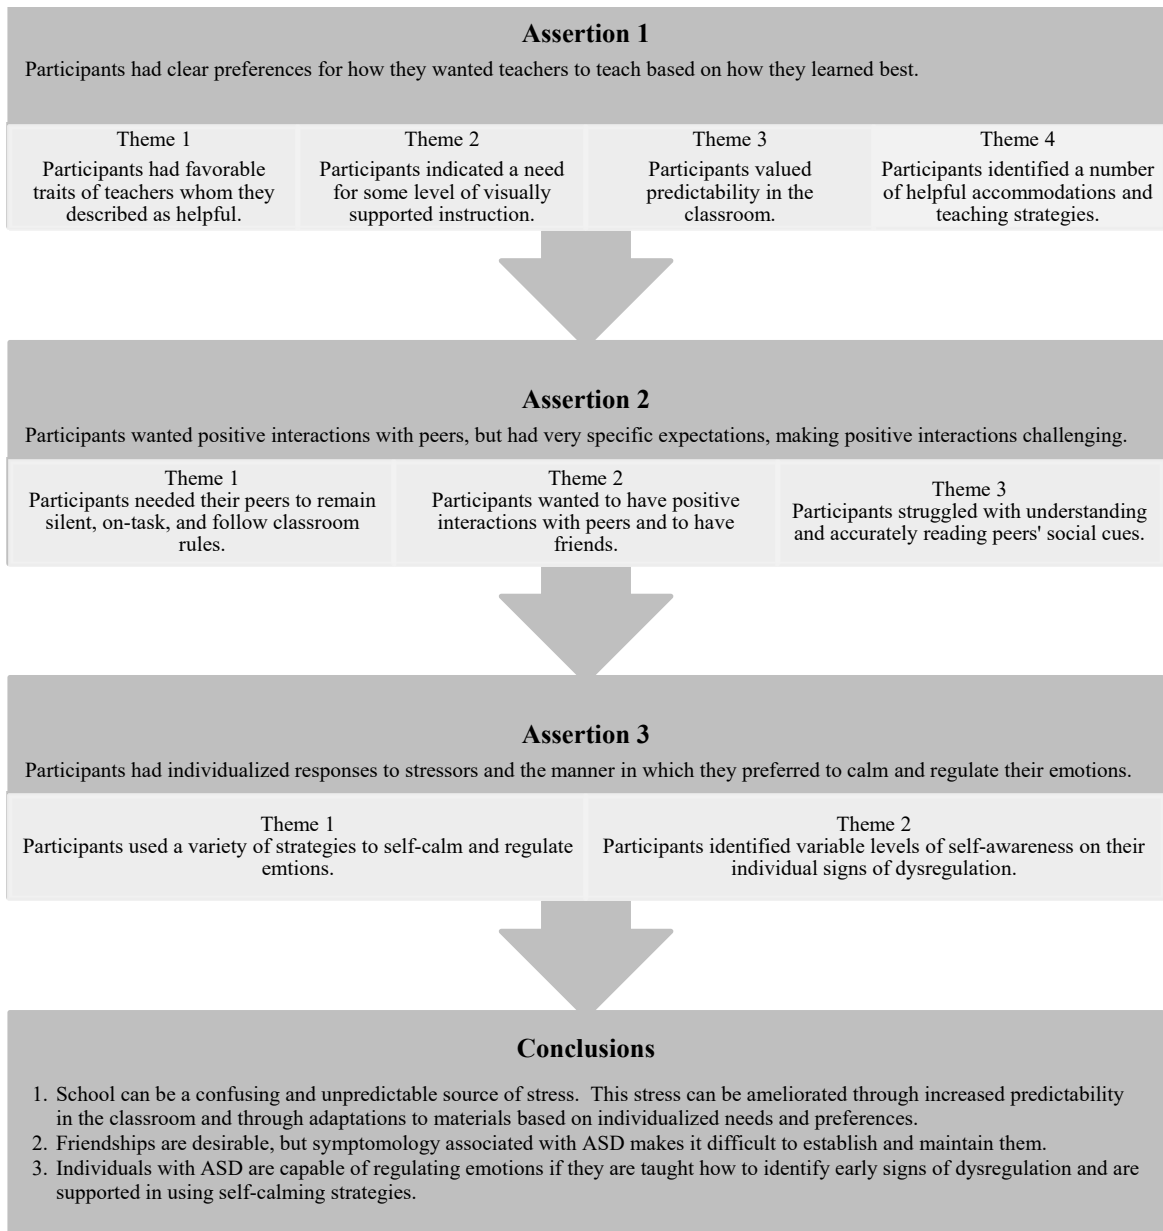 Assertion 1
Participants had clear preferences for how they wanted teachers to teach based on how they learned best.
Theme 1
Participants had favorable
traits of teachers whom they
described as helpful.
Theme 2
Participants indicated a need
for some level of visually
supported instruction.
Theme 3
Participants valued
predictability in the
classroom.
Theme 4
Participants identified a number
of helpful accommodations and
teaching strategies.
Assertion 2
Participants wanted positive interactions with peers, but had very specific expectations, making positive interactions challenging.
Theme 1
Participants needed their peers to remain
silent, on-task, and follow classroom
rules.
Theme 2
Participants wanted to have positive
interactions with peers and to have
friends.
Theme 3
Participants struggled with understanding
and accurately reading peers' social cues.
Assertion 3
Participants had individualized responses to stressors and the manner in which they preferred to calm and regulate their emotions.
Theme 1
Participants used a variety of strategies to self-calm and regulate
emtions.
Theme 2
Participants identified variable levels of self-awareness on their
individual signs of dysregulation.
Conclusions
1. School can be a confusing and unpredictable source of stress.  This stress can be ameliorated through increased predictability
in the classroom and through adaptations to materials based on individualized needs and preferences.
2. Friendships are desirable, but symptomology associated with ASD makes it difficult to establish and maintain them.
3. Individuals with ASD are capable of regulating emotions if they are taught how to identify early signs of dysregulation and are
supported in using self-calming strategies.